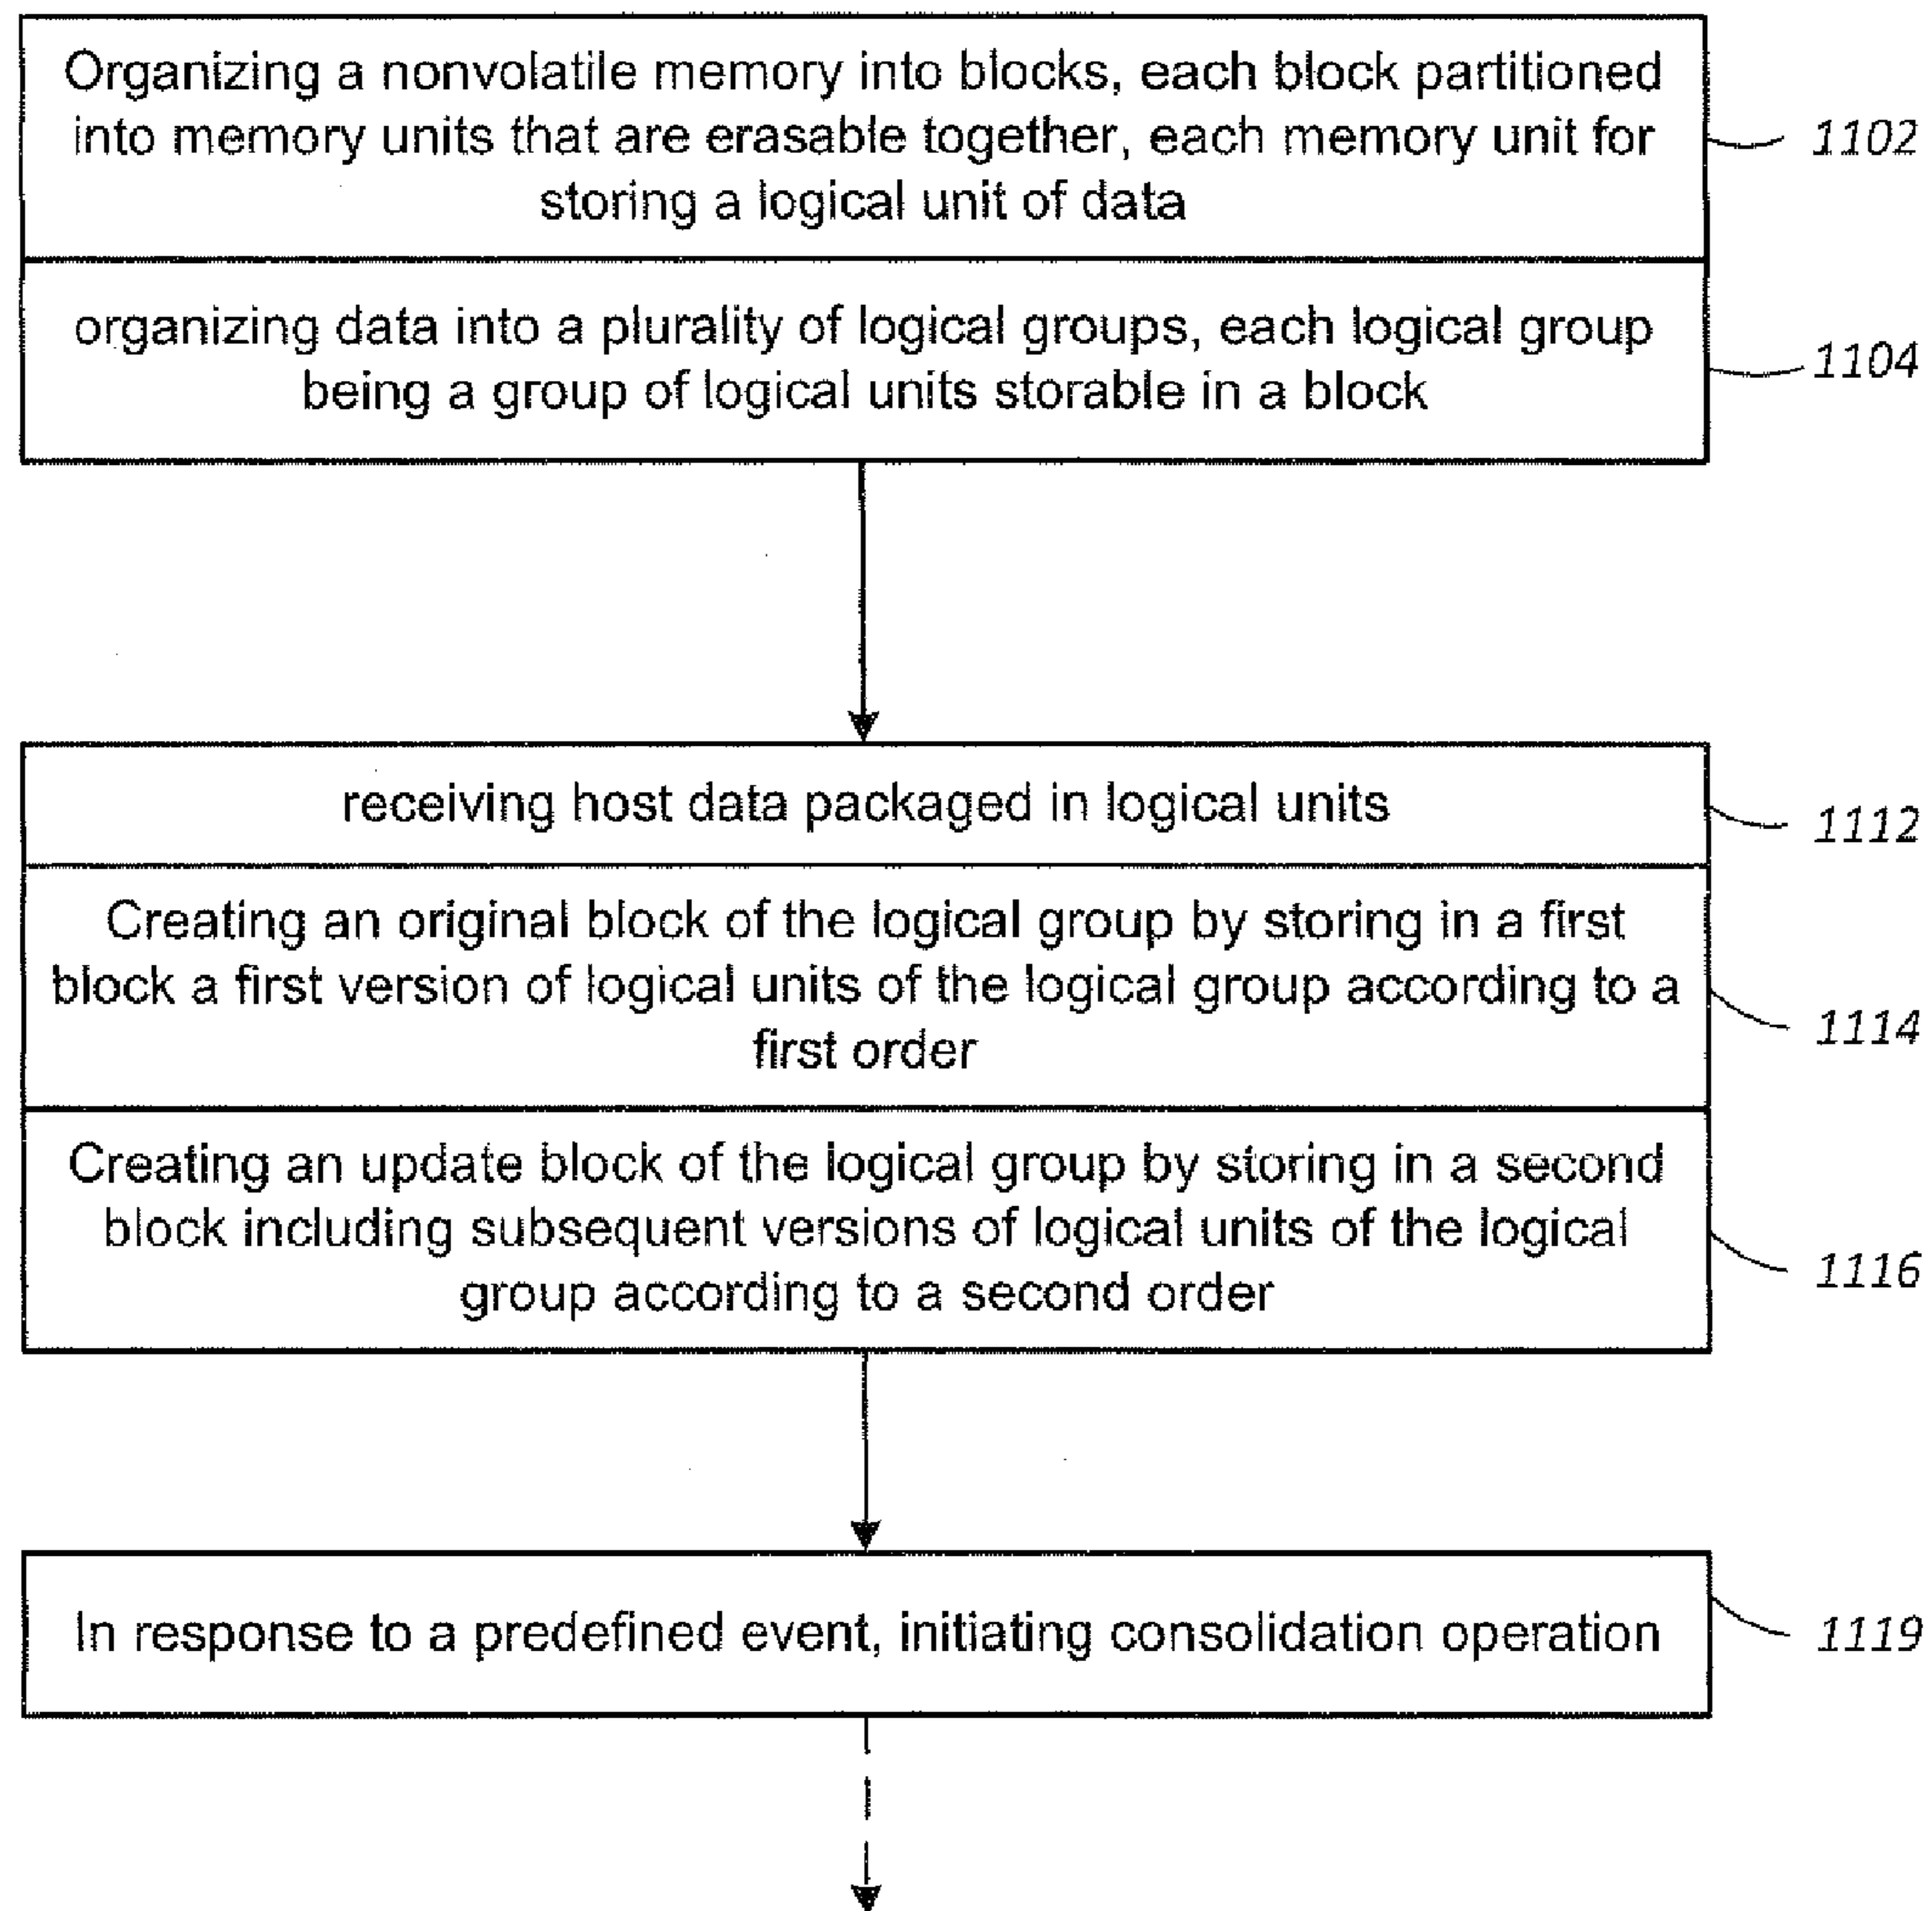 Organizing a nonvolatile memory into blocks, each block partitioned
into memory units that are erasable together, each memory unit for
storing a logical unit of data
1102
organizing data into a plurality of logical groups, each logical group
being a group of logical units storable in a block
1104
receiving host data packaged in logical units
1112
Creating an original block of the logical group by storing in a first
block a first version of logical units of the logical group according to a
first order
1114
Creating an update block of the logical group by storing in a second
block including subsequent versions of logical units of the logical
group according to a second order
1116
In response to a predefined event, initiating consolidation operation
1119